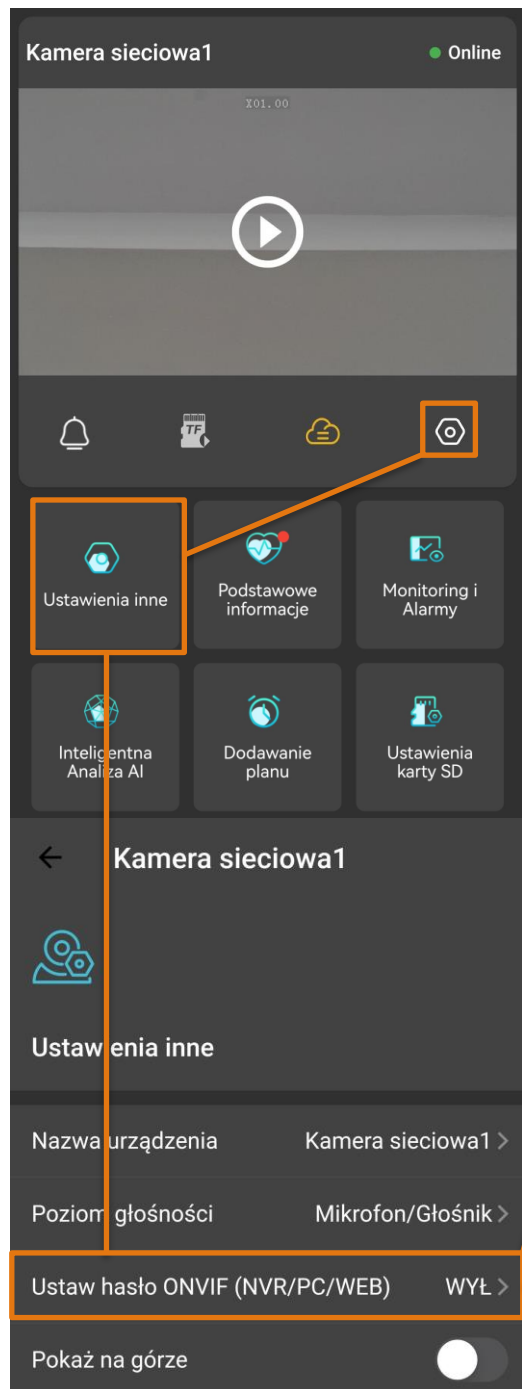 Kamera sieciowa1
Online
X01.00
TF
Ustawienia inne
Podstawowe
informacje
Monitoring i
Alarmy
Inteligentna
Analiza AI
Dodawanie
planu
Ustawienia
karty SD
Kamera sieciowa1
Ustawienia inne
Nazwa urządzenia Kamera sieciowa1
Poziom głośności Mikrofon/Głośnik
Ustaw hasło ONVIF (NVR/PC/WEB) WYŁ
Pokaż na górze